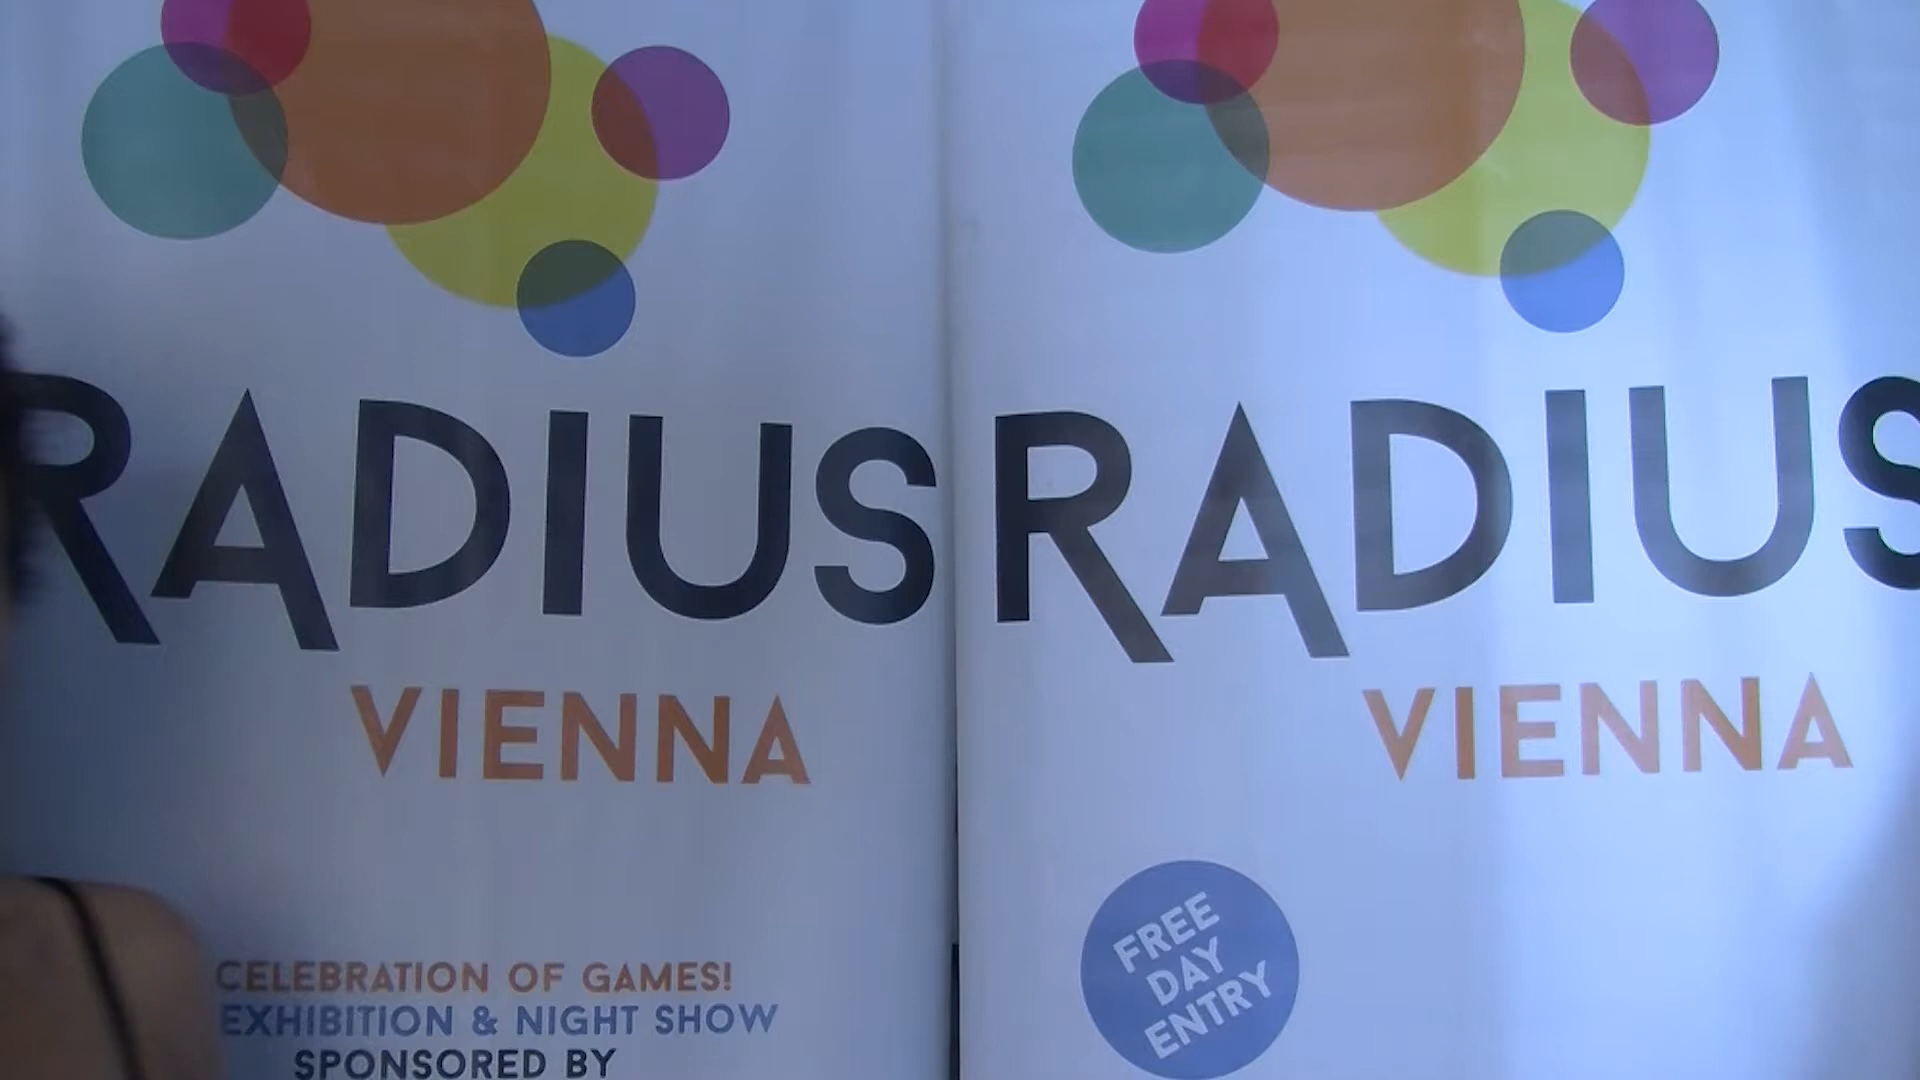 RADIUS
VIENNA
CELEBRATION OF GAMES!
EXHIBITION & NIGHT SHOW
SPONSORED BY
RADIUS
VIENNA
FREE
DAY
ENTRY